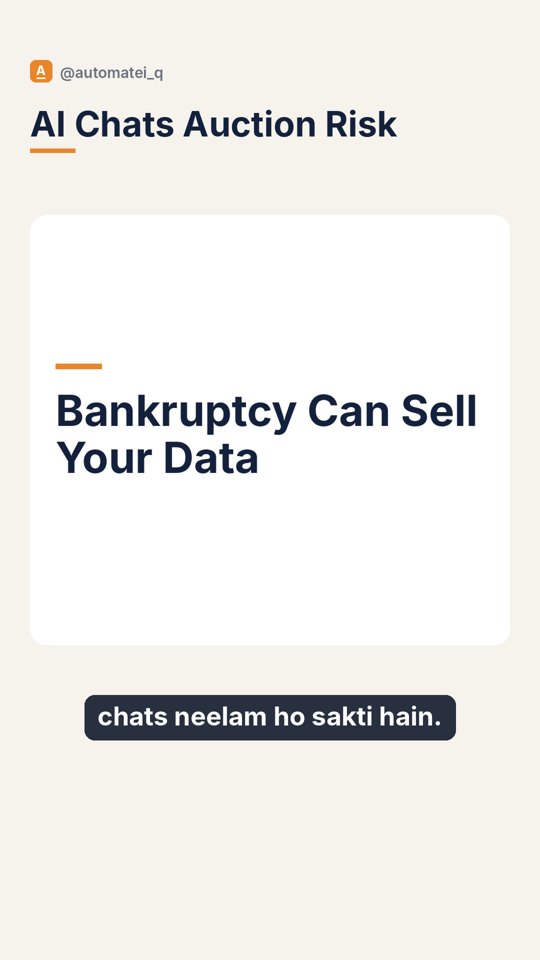 A @automatei_q
AI Chats Auction Risk
Bankruptcy Can Sell
Your Data
chats neelam ho sakti hain.